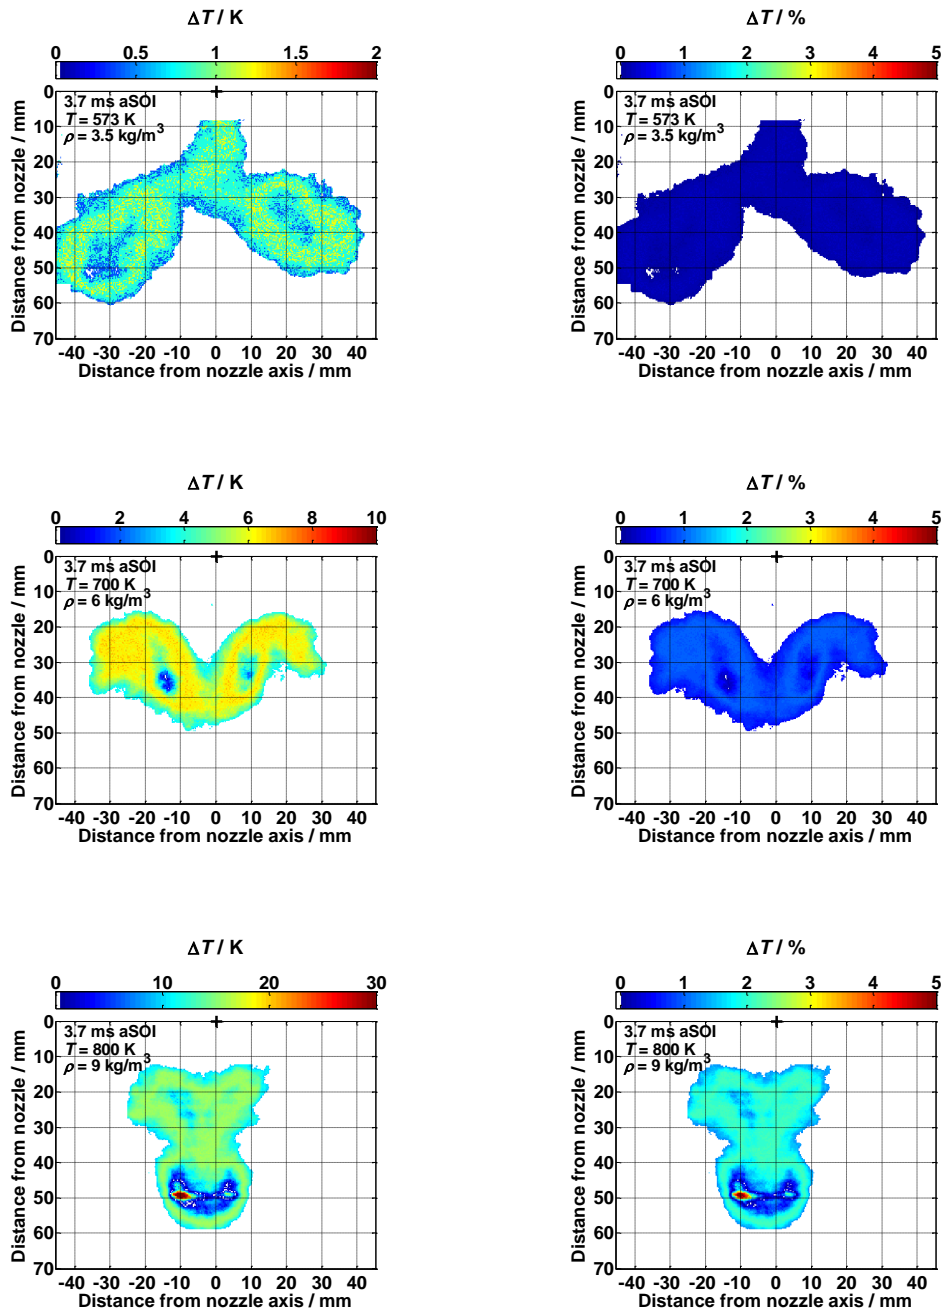 ΔT / K
0 0.5 1 1.5 2
3.7 ms aSOI
T = 573 K
ρ = 3.5 kg/m³
0
10
20
30
40
50
60
70
Distance from nozzle / mm
-40 -30 -20 -10 0 10 20 30 40
Distance from nozzle axis / mm
ΔT / %
0 1 2 3 4 5
3.7 ms aSOI
T = 573 K
ρ = 3.5 kg/m³
0
10
20
30
40
50
60
70
Distance from nozzle / mm
-40 -30 -20 -10 0 10 20 30 40
Distance from nozzle axis / mm
ΔT / K
0 2 4 6 8 10
3.7 ms aSOI
T = 700 K
ρ = 6 kg/m³
0
10
20
30
40
50
60
70
Distance from nozzle / mm
-40 -30 -20 -10 0 10 20 30 40
Distance from nozzle axis / mm
ΔT / %
0 1 2 3 4 5
3.7 ms aSOI
T = 700 K
ρ = 6 kg/m³
0
10
20
30
40
50
60
70
Distance from nozzle / mm
-40 -30 -20 -10 0 10 20 30 40
Distance from nozzle axis / mm
ΔT / K
0 10 20 30
3.7 ms aSOI
T = 800 K
ρ = 9 kg/m³
0
10
20
30
40
50
60
70
Distance from nozzle / mm
-40 -30 -20 -10 0 10 20 30 40
Distance from nozzle axis / mm
ΔT / %
0 1 2 3 4 5
3.7 ms aSOI
T = 800 K
ρ = 9 kg/m³
0
10
20
30
40
50
60
70
Distance from nozzle / mm
-40 -30 -20 -10 0 10 20 30 40
Distance from nozzle axis / mm